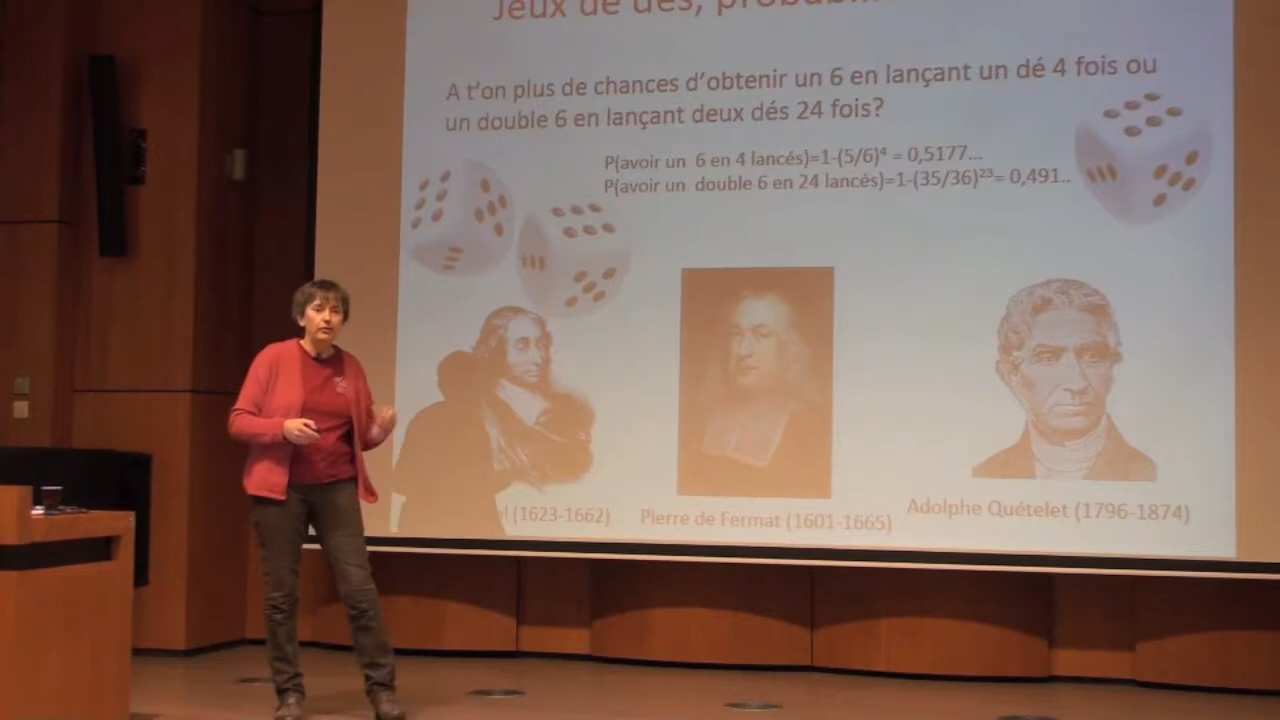 Jeux de dés,
A t'on plus de chances d'obtenir un 6 en lançant un dé 4 fois ou
un double 6 en lançant deux dés 24 fois?
P(avoir un 6 en 4 lancés)=1-(5/6)⁴ = 0,5177...
P(avoir un double 6 en 24 lancés)=1-(35/36)²³= 0,491..
l (1623-1662)
Pierre de Fermat (1601-1665)
Adolphe Quételet (1796-1874)